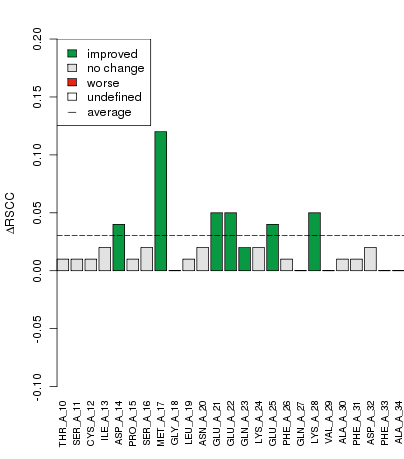 improved
no change
worse
undefined
average
ΔRSCC
0.20
0.15
0.10
0.05
0.00
-0.05
-0.10
THR_A_10
SER_A_11
CYS_A_12
ILE_A_13
ASP_A_14
PRO_A_15
SER_A_16
MET_A_17
GLY_A_18
LEU_A_19
ASN_A_20
GLU_A_21
GLU_A_22
GLN_A_23
LYS_A_24
GLU_A_25
PHE_A_26
GLN_A_27
LYS_A_28
VAL_A_29
ALA_A_30
PHE_A_31
ASP_A_32
PHE_A_33
ALA_A_34